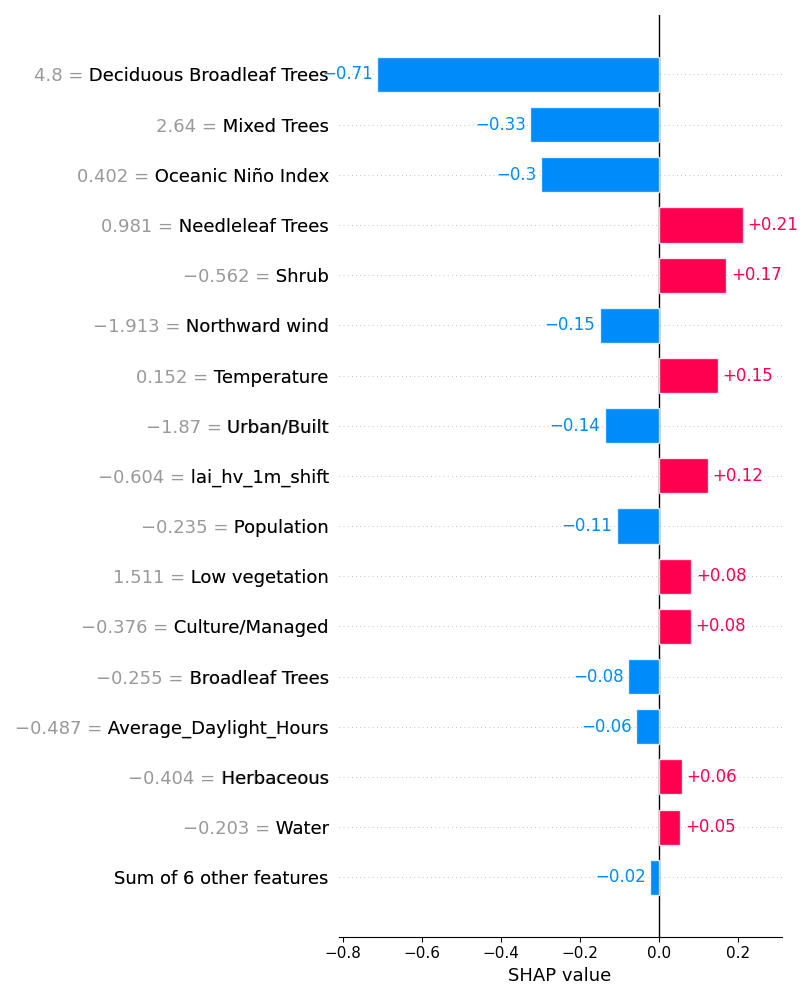 4.8 = Deciduous Broadleaf Trees −0.71
2.64 = Mixed Trees −0.33
0.402 = Oceanic Niño Index −0.3
0.981 = Needleleaf Trees +0.21
−0.562 = Shrub +0.17
−1.913 = Northward wind −0.15
0.152 = Temperature +0.15
−1.87 = Urban/Built −0.14
−0.604 = lai_hv_1m_shift +0.12
−0.235 = Population −0.11
1.511 = Low vegetation +0.08
−0.376 = Culture/Managed +0.08
−0.255 = Broadleaf Trees −0.08
−0.487 = Average_Daylight_Hours −0.06
−0.404 = Herbaceous +0.06
−0.203 = Water +0.05
Sum of 6 other features −0.02
−0.8 −0.6 −0.4 −0.2 0.0 0.2
SHAP value